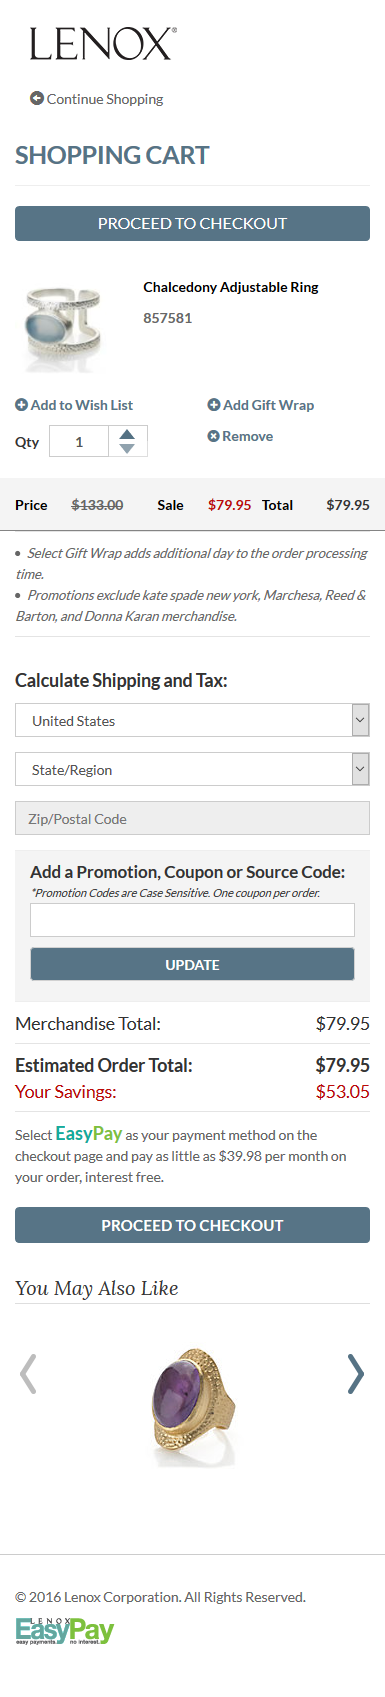 LENOX®
Continue Shopping
SHOPPING CART
PROCEED TO CHECKOUT
Chalcedony Adjustable Ring
857581
Add to Wish List
Add Gift Wrap
Qty 1
Remove
Price $133.00 Sale $79.95 Total $79.95
• Select Gift Wrap adds additional day to the order processing
time.
• Promotions exclude kate spade new york, Marchesa, Reed &
Barton, and Donna Karan merchandise.
Calculate Shipping and Tax:
United States
State/Region
Zip/Postal Code
Add a Promotion, Coupon or Source Code:
*Promotion Codes are Case Sensitive. One coupon per order.
UPDATE
Merchandise Total: $79.95
Estimated Order Total: $79.95
Your Savings: $53.05
Select EasyPay as your payment method on the
checkout page and pay as little as $39.98 per month on
your order, interest free.
PROCEED TO CHECKOUT
You May Also Like
© 2016 Lenox Corporation. All Rights Reserved.
LENOX
EasyPay
easy payments. no interest.